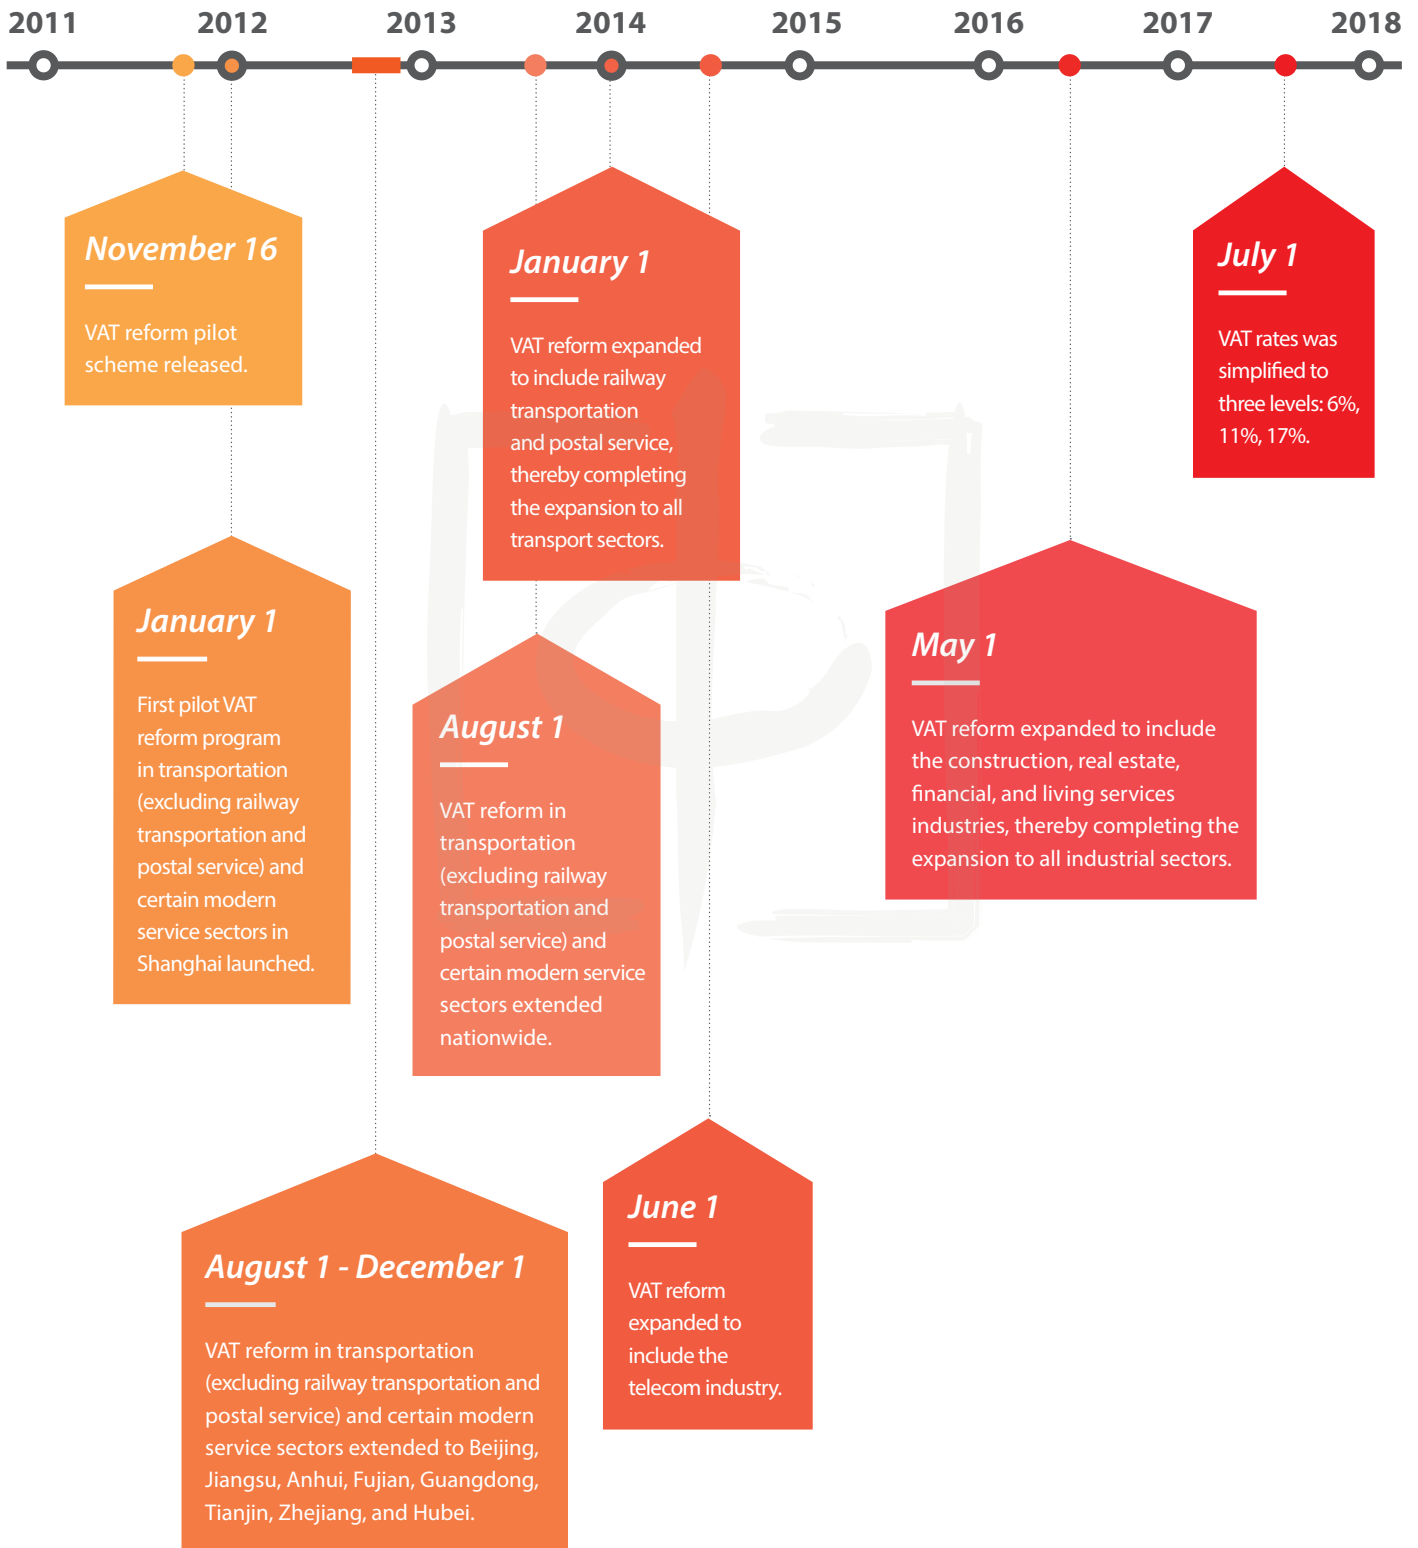 2011 2012 2013 2014 2015 2016 2017 2018
November 16
VAT reform pilot
scheme released.
January 1
First pilot VAT
reform program
in transportation
(excluding railway
transportation and
postal service) and
certain modern
service sectors in
Shanghai launched.
August 1 - December 1
VAT reform in transportation
(excluding railway transportation and
postal service) and certain modern
service sectors extended to Beijing,
Jiangsu, Anhui, Fujian, Guangdong,
Tianjin, Zhejiang, and Hubei.
August 1
VAT reform in
transportation
(excluding railway
transportation and
postal service) and
certain modern service
sectors extended
nationwide.
January 1
VAT reform expanded
to include railway
transportation
and postal service,
thereby completing
the expansion to all
transport sectors.
June 1
VAT reform
expanded to
include the
telecom industry.
May 1
VAT reform expanded to include
the construction, real estate,
financial, and living services
industries, thereby completing the
expansion to all industrial sectors.
July 1
VAT rates was
simplified to
three levels: 6%,
11%, 17%.